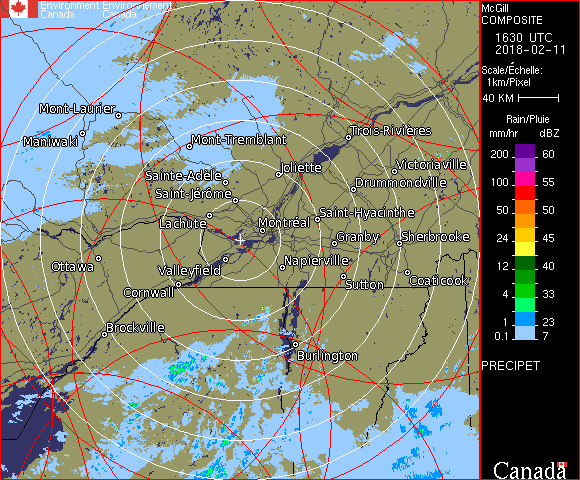 Environment Environnement
Canada Canada
McGill
COMPOSITE
1630 UTC
2018-02-11
Scale/Échelle:
1km/Pixel
40 KM
Rain/Pluie
mm/hr dBZ
200 60
100 55
50 50
24 45
12 40
4 33
1 23
0.1 7
PRECIPET
Canada
Mont-Laurier
Maniwaki
Mont-Tremblant
Trois-Rivières
Sainte-Adèle
Joliette
Victoriaville
Saint-Jérôme
Drummondville
Lachute
Montréal
Saint-Hyacinthe
Granby
Sherbrooke
Ottawa
Valleyfield
Napierville
Cornwall
Sutton
Coaticook
Brockville
Burlington